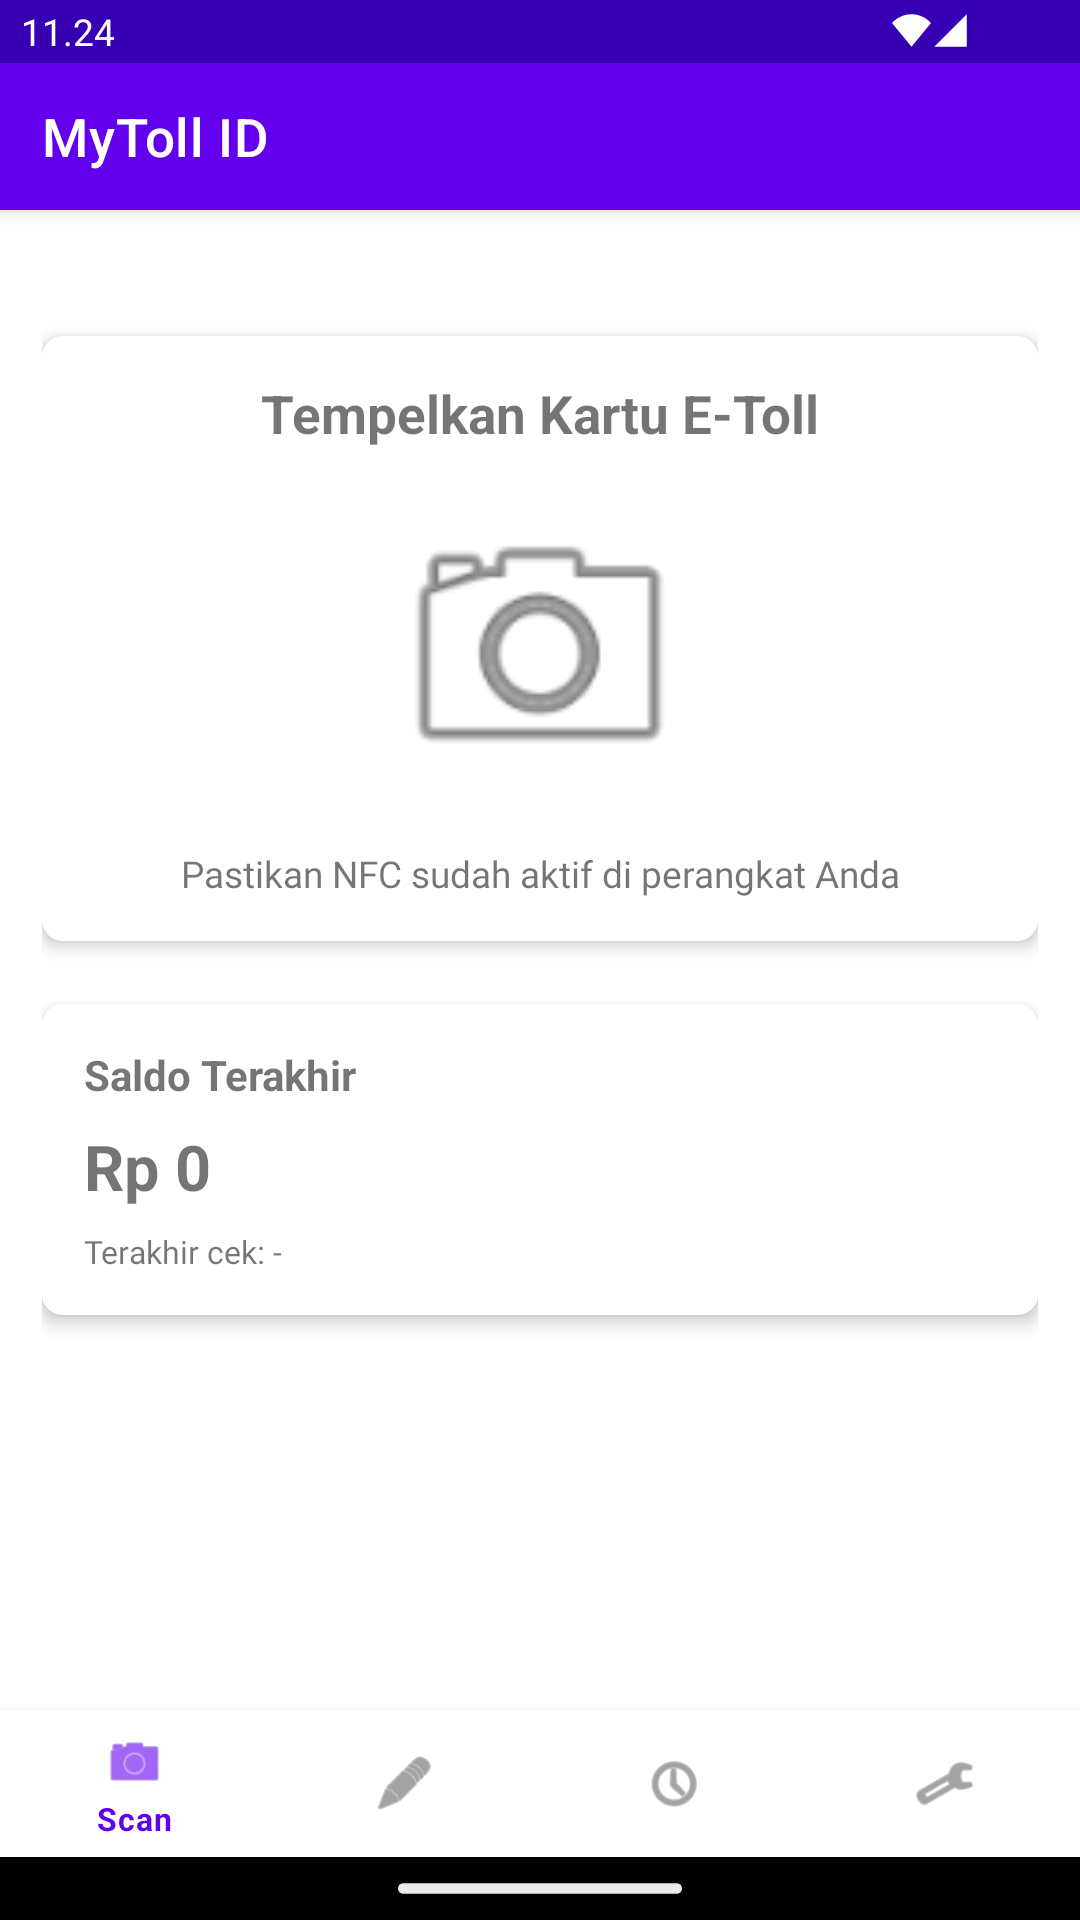 11.24
MyToll ID
Tempelkan Kartu E-Toll
Pastikan NFC sudah aktif di perangkat Anda
Saldo Terakhir
Rp 0
Terakhir cek: -
Scan